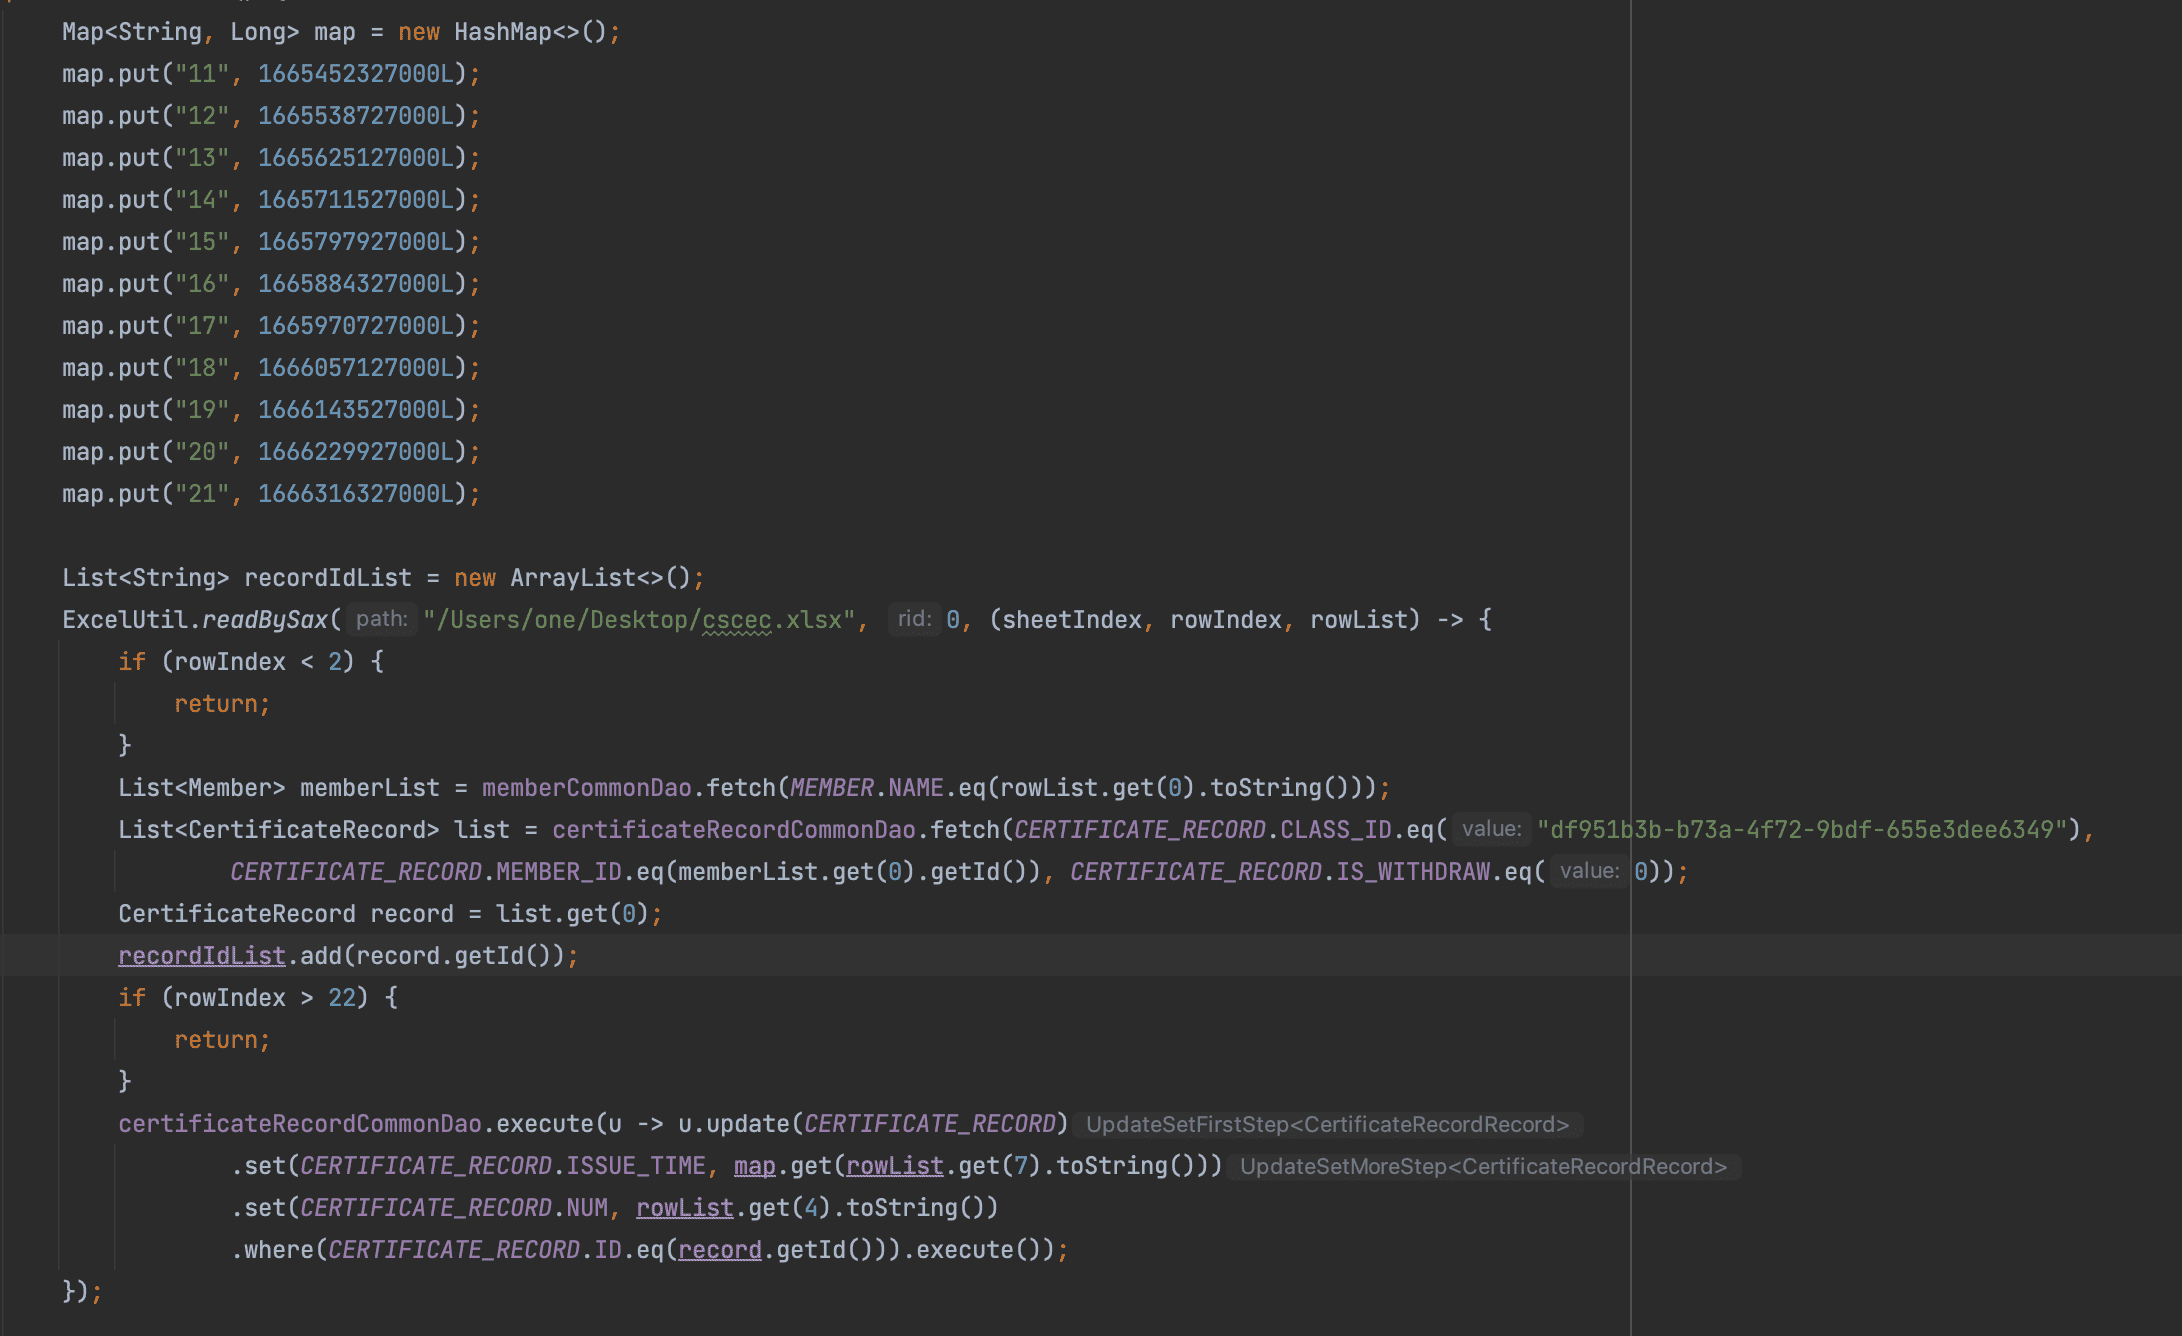 Map<String, Long> map = new HashMap<>();
map.put("11", 1665452327000L);
map.put("12", 1665538727000L);
map.put("13", 1665625127000L);
map.put("14", 1665711527000L);
map.put("15", 1665797927000L);
map.put("16", 1665884327000L);
map.put("17", 1665970727000L);
map.put("18", 1666057127000L);
map.put("19", 1666143527000L);
map.put("20", 1666229927000L);
map.put("21", 1666316327000L);
List<String> recordIdList = new ArrayList<>();
ExcelUtil.readBySax( path: "/Users/one/Desktop/cscec.xlsx", rid: 0, (sheetIndex, rowIndex, rowList) -> {
if (rowIndex < 2) {
return;
}
List<Member> memberList = memberCommonDao.fetch(MEMBER.NAME.eq(rowList.get(0).toString()));
List<CertificateRecord> list = certificateRecordCommonDao.fetch(CERTIFICATE_RECORD.CLASS_ID.eq( value: "df951b3b-b73a-4f72-9bdf-655e3dee6349"),
CERTIFICATE_RECORD.MEMBER_ID.eq(memberList.get(0).getId()), CERTIFICATE_RECORD.IS_WITHDRAW.eq( value: 0));
CertificateRecord record = list.get(0);
recordIdList.add(record.getId());
if (rowIndex > 22) {
return;
}
certificateRecordCommonDao.execute(u -> u.update(CERTIFICATE_RECORD) UpdateSetFirstStep<CertificateRecordRecord>
.set(CERTIFICATE_RECORD.ISSUE_TIME, map.get(rowList.get(7).toString())) UpdateSetMoreStep<CertificateRecordRecord>
.set(CERTIFICATE_RECORD.NUM, rowList.get(4).toString())
.where(CERTIFICATE_RECORD.ID.eq(record.getId())).execute());
});